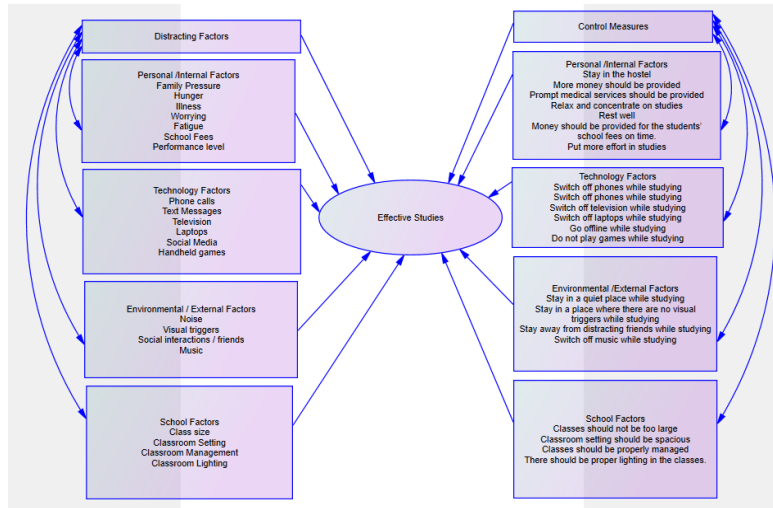 Distracting Factors
Personal /Internal Factors
Family Pressure
Hunger
Illness
Worrying
Fatigue
School Fees
Performance level
Technology Factors
Phone calls
Text Messages
Television
Laptops
Social Media
Handheld games
Environmental / External Factors
Noise
Visual triggers
Social interactions / friends
Music
School Factors
Class size
Classroom Setting
Classroom Management
Classroom Lighting
Effective Studies
Control Measures
Personal /Internal Factors
Stay in the hostel
More money should be provided
Prompt medical services should be provided
Relax and concentrate on studies
Rest well
Money should be provided for the students'
school fees on time.
Put more effort in studies
Technology Factors
Switch off phones while studying
Switch off phones while studying
Switch off television while studying
Switch off laptops while studying
Go offline while studying
Do not play games while studying
Environmental /External Factors
Stay in a quiet place while studying
Stay in a place where there are no visual
triggers while studying
Stay away from distracting friends while studying
Switch off music while studying
School Factors
Classes should not be too large
Classroom setting should be spacious
Classes should be properly managed
There should be proper lighting in the classes.